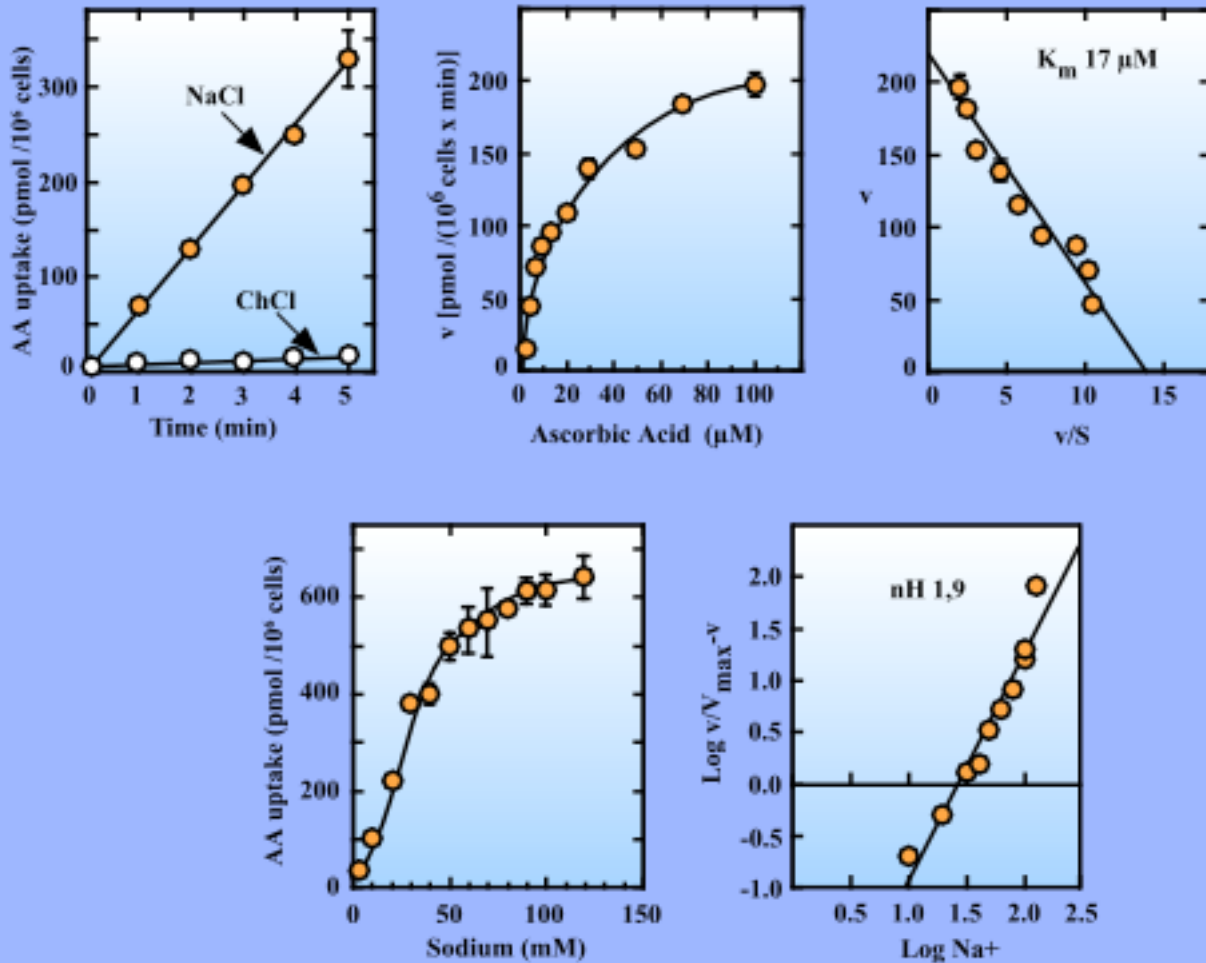 AA uptake (pmol /10⁶ cells)
300
200
100
0
NaCl
ChCl
0 1 2 3 4 5
Time (min)
v [pmol /(10⁶ cells x min)]
200
150
100
50
0
0 20 40 60 80 100
Ascorbic Acid (µM)
Kₘ 17 µM
v
200
150
100
50
0
0 5 10 15
v/S
AA uptake (pmol /10⁶ cells)
600
400
200
0
0 50 100 150
Sodium (mM)
Log v/Vmax-v
nH 1,9
2.0
1.5
1.0
0.5
0.0
-0.5
-1.0
0.5 1.0 1.5 2.0 2.5
Log Na+